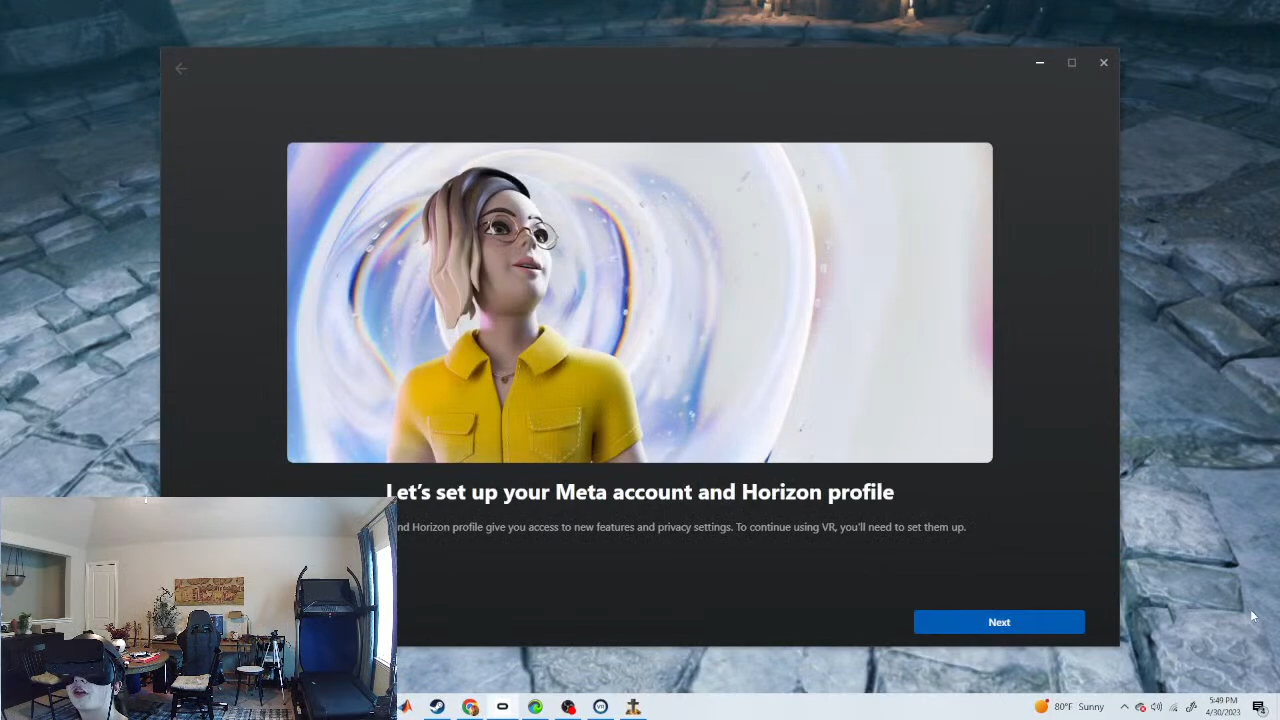 Let's set up your Meta account and Horizon profile
nd Horizon profile give you access to new features and privacy settings. To continue using VR, you'll need to set them up.
Next
80°F Sunny
5:49 PM
4/30/2023